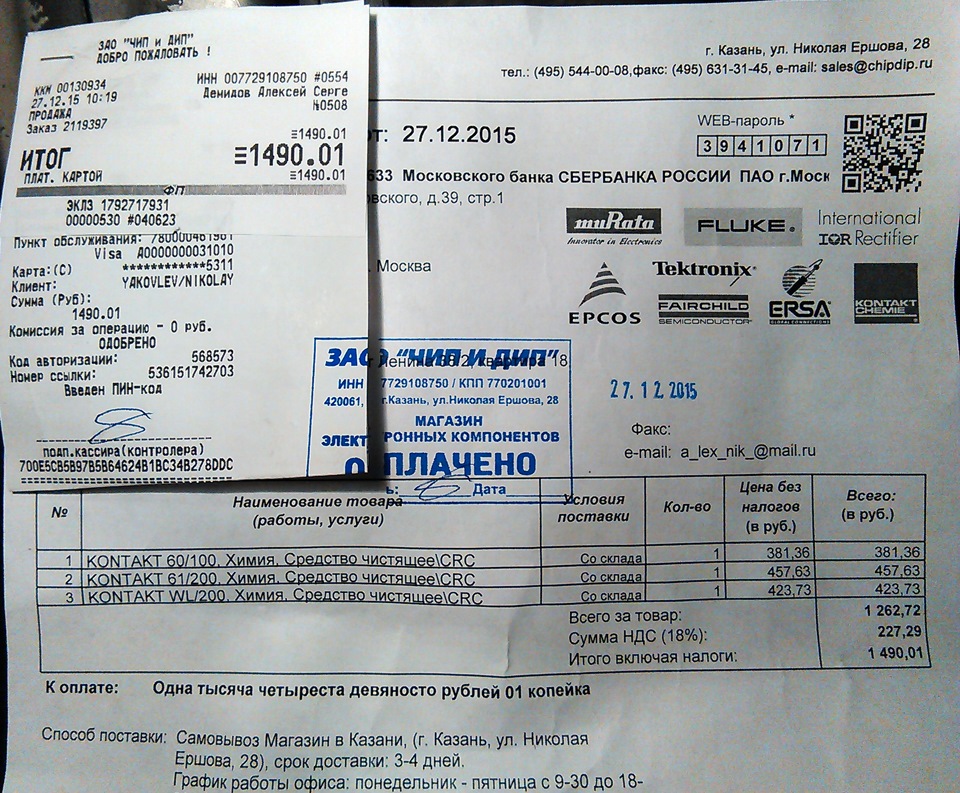 ЗАО "ЧИП и ДИП"
ДОБРО ПОЖАЛОВАТЬ !
ККМ 00130934 ИНН 007729108750 #0554
27.12.15 10:19 Денидов Алексей Серге
ПРОДАЖА №0508
Заказ 2119397
≡1490.01
ИТОГ ≡1490.01
ПЛАТ. КАРТОЙ ≡1490.01
ФП
ЭКЛЗ 1792717931
00000530 #040623
Пункт обслуживания:
Visa A0000000031010
Карта:(С) ************5311
Клиент: YAKOVLEV/NIKOLAY
Сумма (Руб):
1490.01
Комиссия за операцию - 0 руб.
ОДОБРЕНО
Код авторизации: 568573
Номер ссылки: 536151742703
Введен ПИН-код
подп.кассира(контролера)
700E5CB5B97B5B64624B1BC34B278DDC
г. Казань, ул. Николая Ершова, 28
тел.: (495) 544-00-08,факс: (495) 631-31-45, e-mail: sales@chipdip.ru
от: 27.12.2015
WEB-пароль *
3941071
633 Московского банка СБЕРБАНКА РОССИИ ПАО г.Моск
вского, д.39, стр.1
muRata
Innovator in Electronics
FLUKE®
International
IOR Rectifier
. Москва
EPCOS
Tektronix®
FAIRCHILD
SEMICONDUCTOR
ERSA
GLOBAL CONNECTIONS
KONTAKT
CHEMIE
г Ленина квартира 18
ЗАО "ЧИП И ДИП"
ИНН 7729108750 / КПП 770201001
420061, г.Казань, ул.Николая Ершова, 28
МАГАЗИН
ЭЛЕКТРОННЫХ КОМПОНЕНТОВ
ОПЛАЧЕНО
ь: Дата
27.12.2015
Факс:
e-mail: a_lex_nik_@mail.ru
№ Наименование товара (работы, услуги) Условия поставки Кол-во Цена без налогов (в руб.) Всего: (в руб.)
1 KONTAKT 60/100, Химия, Средство чистящее\CRC Со склада 1 381,36 381,36
2 KONTAKT 61/200, Химия, Средство чистящее\CRC Со склада 1 457,63 457,63
3 KONTAKT WL/200, Химия, Средство чистящее\CRC Со склада 1 423,73 423,73
Всего за товар: 1 262,72
Сумма НДС (18%): 227,29
Итого включая налоги: 1 490,01
К оплате: Одна тысяча четыреста девяносто рублей 01 копейка
Способ поставки: Самовывоз Магазин в Казани, (г. Казань, ул. Николая
Ершова, 28), срок доставки: 3-4 дней.
График работы офиса: понедельник - пятница с 9-30 до 18-